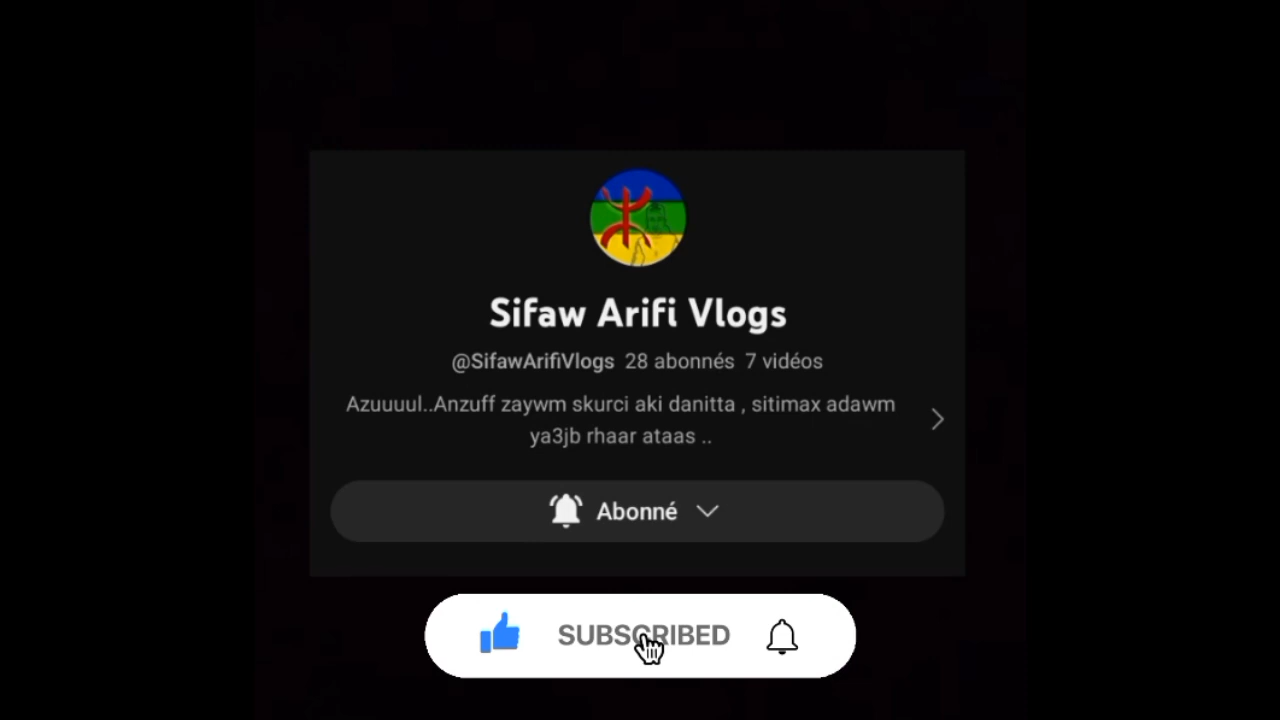 Sifaw Arifi Vlogs
@SifawArifiVlogs 28 abonnés 7 vidéos
Azuuuul..Anzuff zaywm skurci aki danitta , sitimax adawm
ya3jb rhaar ataas ..
Abonné
SUBSCRIBED